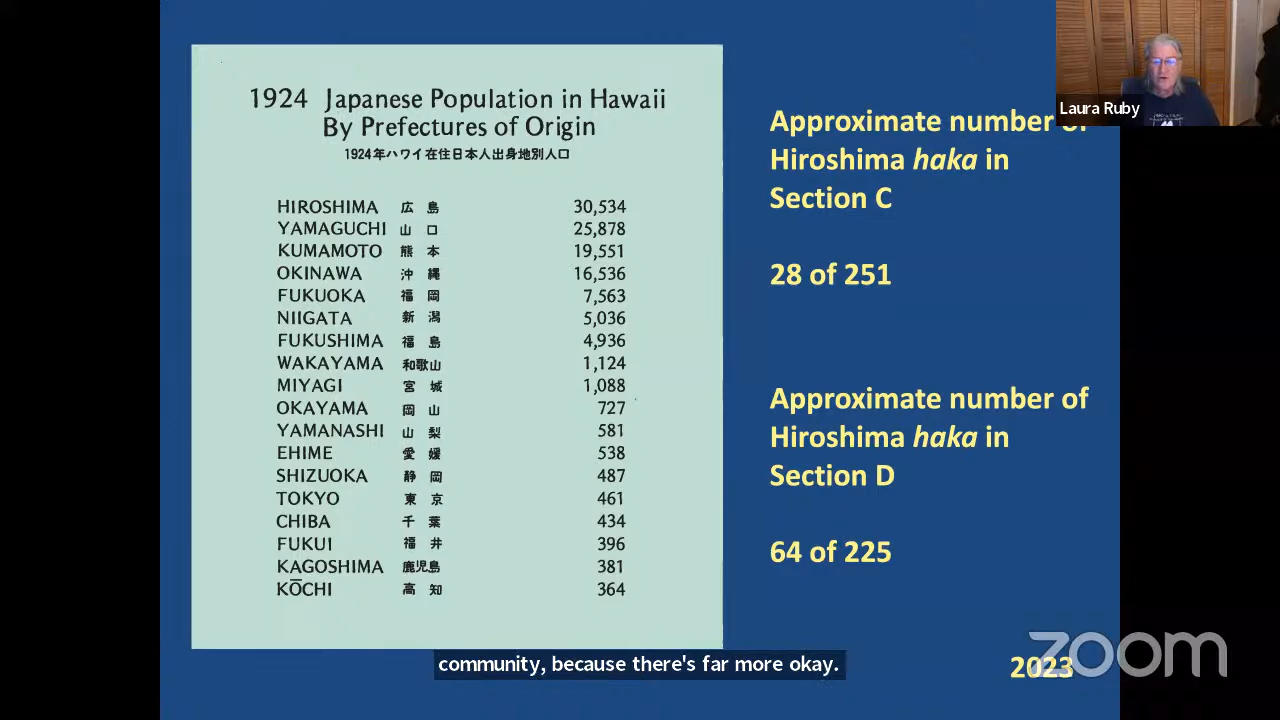 1924 Japanese Population in Hawaii
By Prefectures of Origin
1924年ハワイ在住日本人出身地別人口
HIROSHIMA 広島 30,534
YAMAGUCHI 山口 25,878
KUMAMOTO 熊本 19,551
OKINAWA 沖縄 16,536
FUKUOKA 福岡 7,563
NIIGATA 新潟 5,036
FUKUSHIMA 福島 4,936
WAKAYAMA 和歌山 1,124
MIYAGI 宮城 1,088
OKAYAMA 岡山 727
YAMANASHI 山梨 581
EHIME 愛媛 538
SHIZUOKA 静岡 487
TOKYO 東京 461
CHIBA 千葉 434
FUKUI 福井 396
KAGOSHIMA 鹿児島 381
KŌCHI 高知 364
Approximate number of
Hiroshima haka in
Section C
28 of 251
Approximate number of
Hiroshima haka in
Section D
64 of 225
2023
Laura Ruby
community, because there's far more okay.
zoom